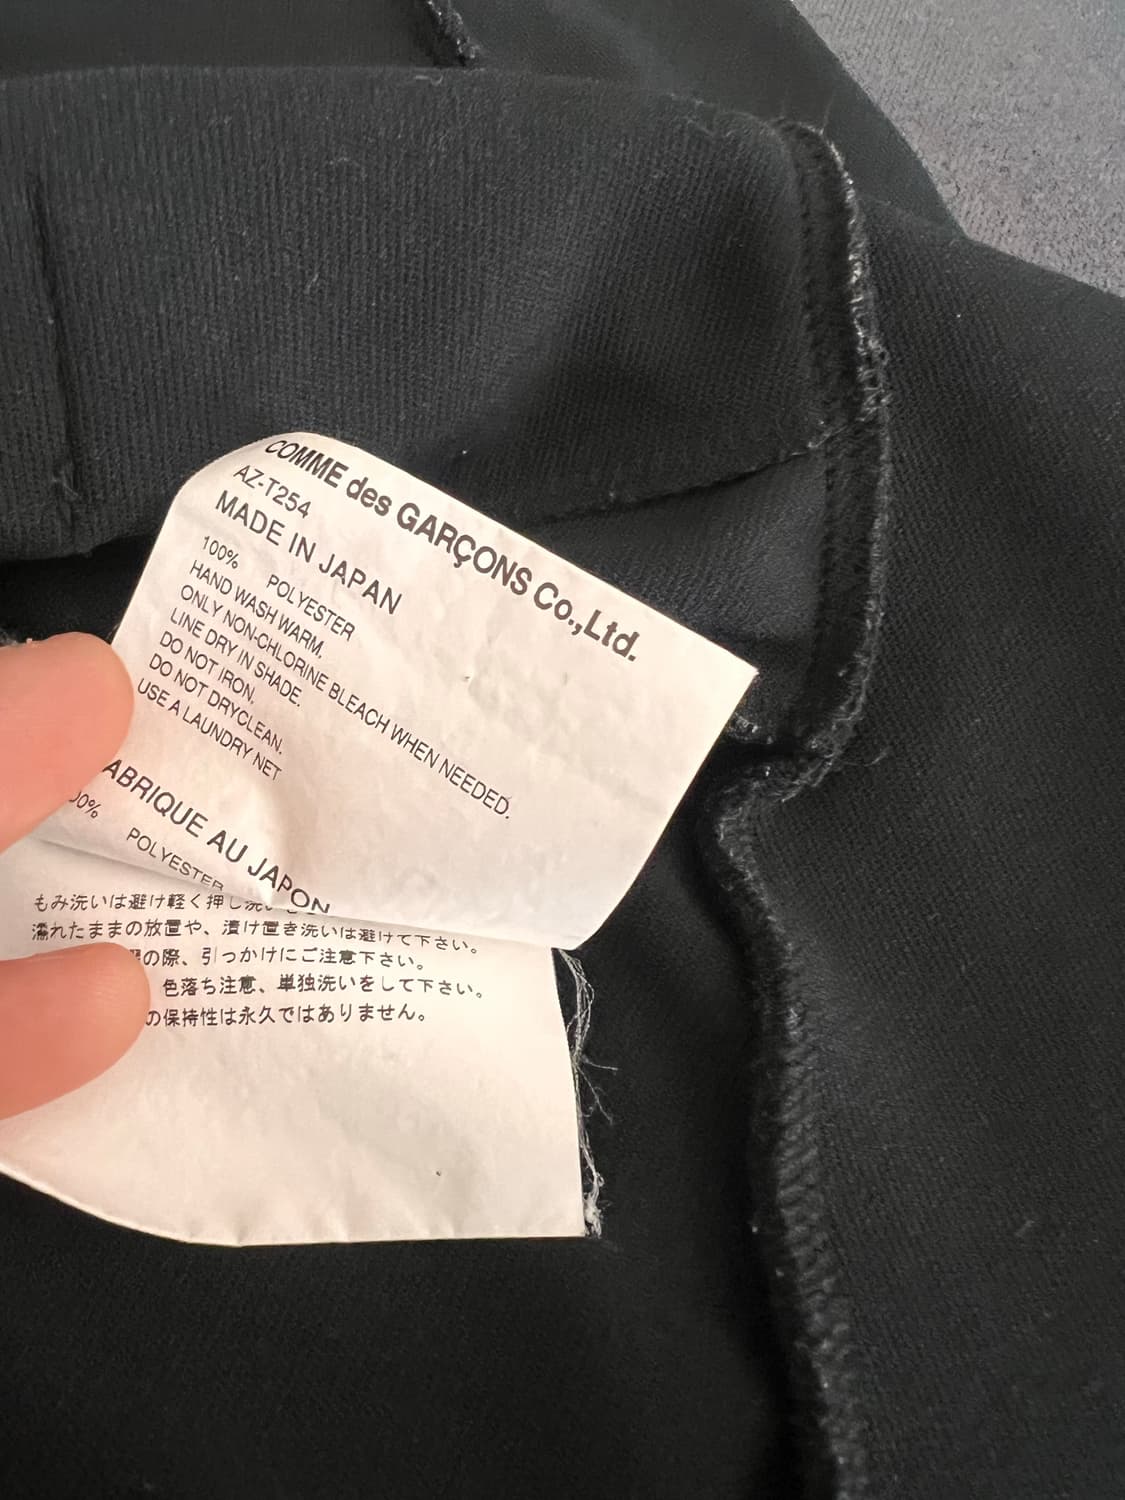 COMME des GARÇONS Co.,Ltd.
AZ-T254
MADE IN JAPAN
100% POLYESTER
HAND WASH WARM.
ONLY NON-CHLORINE BLEACH WHEN NEEDED.
LINE DRY IN SHADE.
DO NOT IRON.
DO NOT DRYCLEAN.
USE A LAUNDRY NET
ABRIQUE AU JAPON
00% POLYESTER
もみ洗いは避け軽く押し洗い
濡れたままの放置や、漬け置き洗いは避けて下さい。
の際、引っかけにご注意下さい。
色落ち注意、単独洗いをして下さい。
の保持性は永久ではありません。